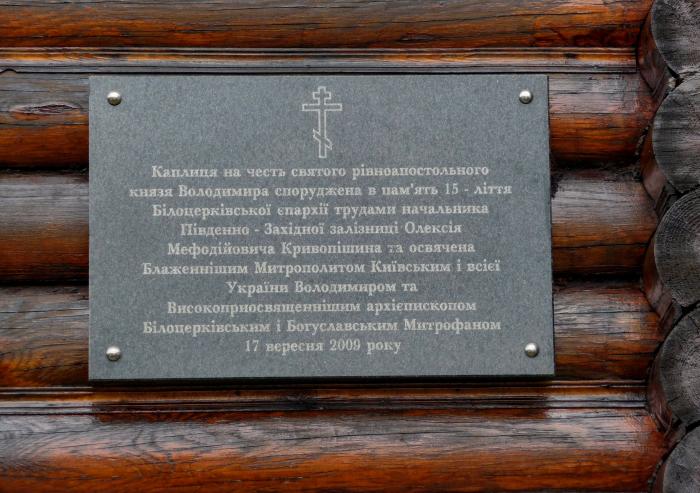 Каплиця на честь святого рівноапостольного
князя Володимира споруджена в пам'ять 15 - ліття
Білоцерківської єпархії трудами начальника
Південно - Західної залізниці Олексія
Мефодійовича Кривопішина та освячена
Блаженнішим Митрополитом Київським і всієї
України Володимиром та
Високоприосвященнішим архієпископом
Білоцерківським і Богуславським Митрофаном
17 вересня 2009 року